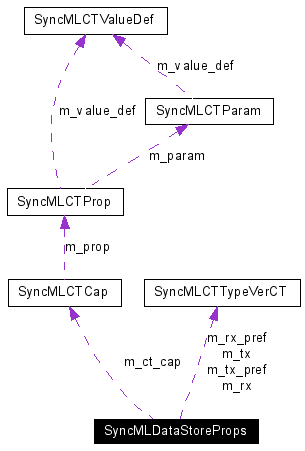 SyncMLCTValueDef
m_value_def
m_value_def
SyncMLCTParam
m_param
SyncMLCTProp
m_prop
SyncMLCTCap
SyncMLCTTypeVerCT
m_rx_pref
m_tx
m_tx_pref
m_rx
m_ct_cap
SyncMLDataStoreProps